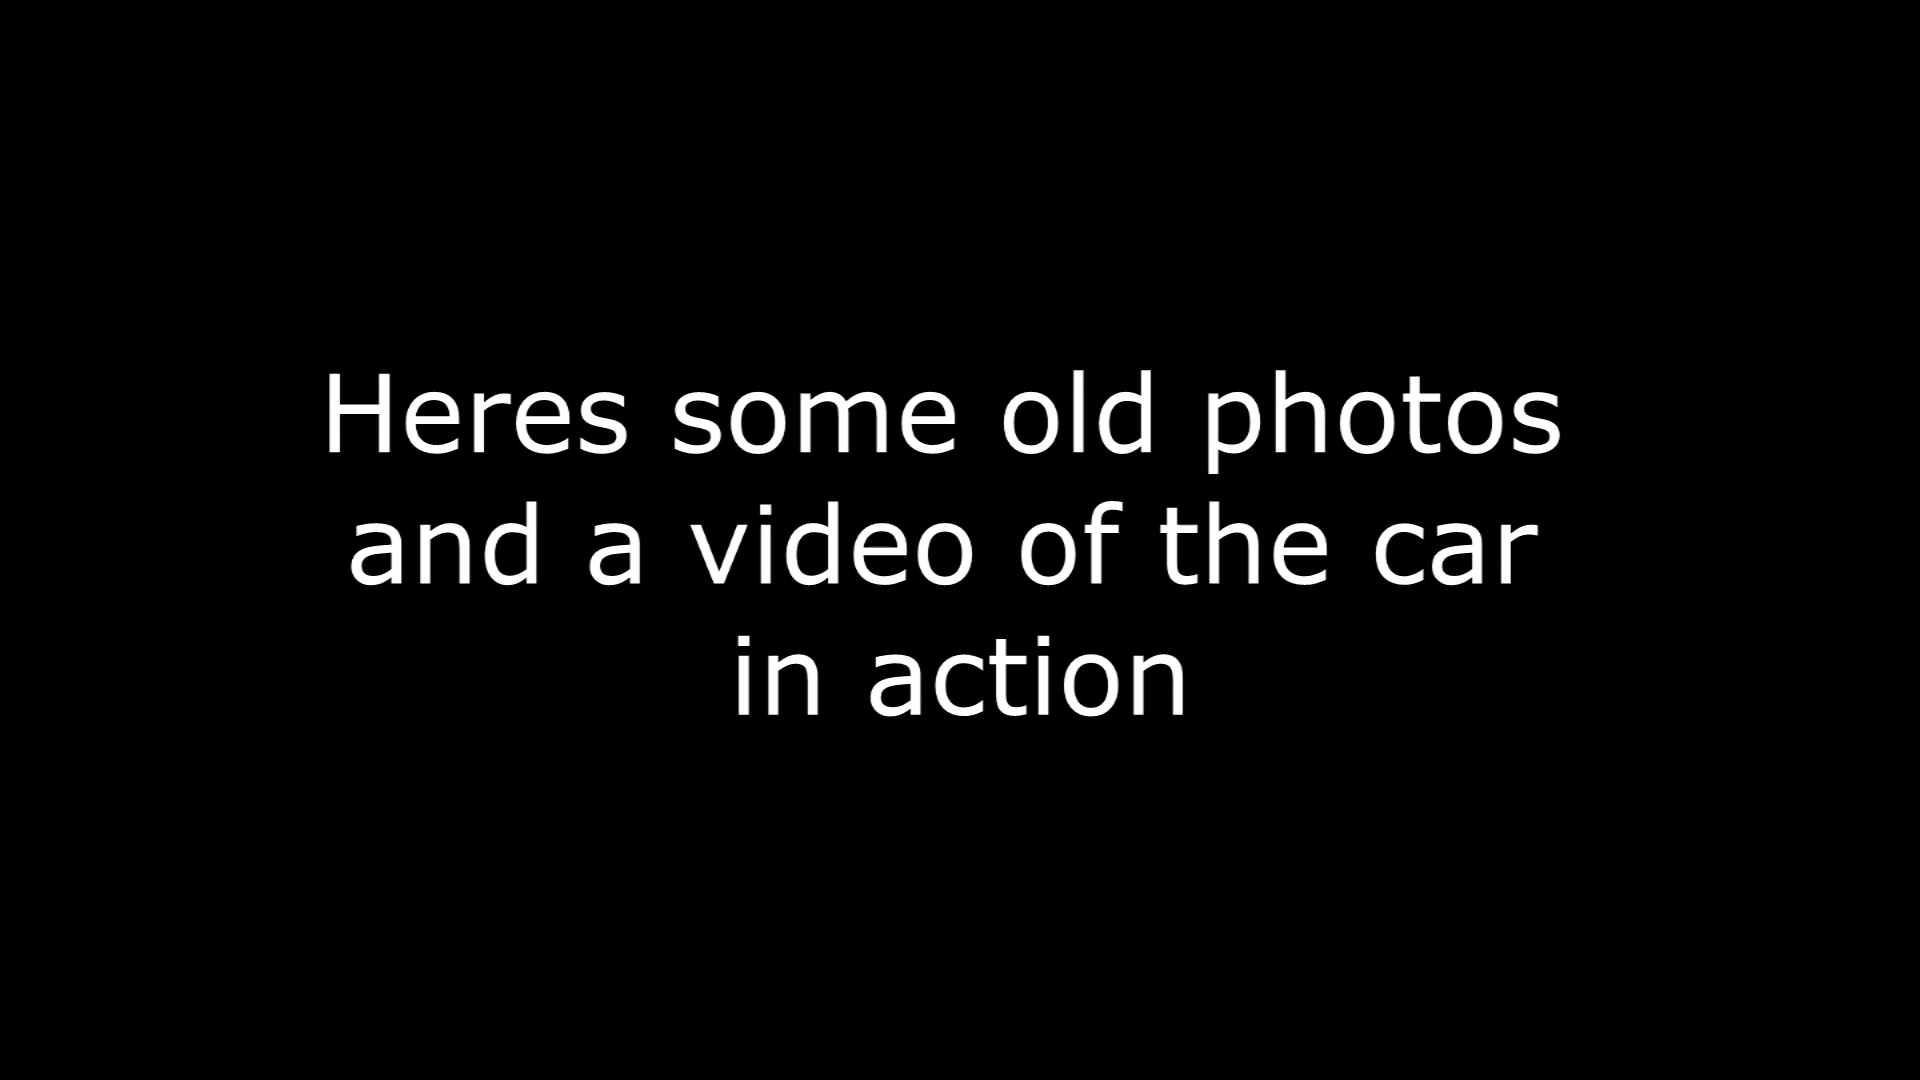 Heres some old photos
and a video of the car
in action